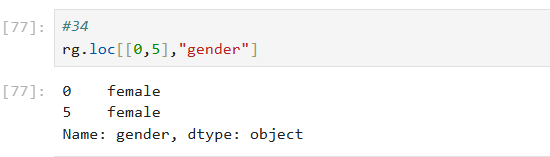 [77]: #34
rg.loc[[0,5],"gender"]
[77]: 0    female
5    female
Name: gender, dtype: object